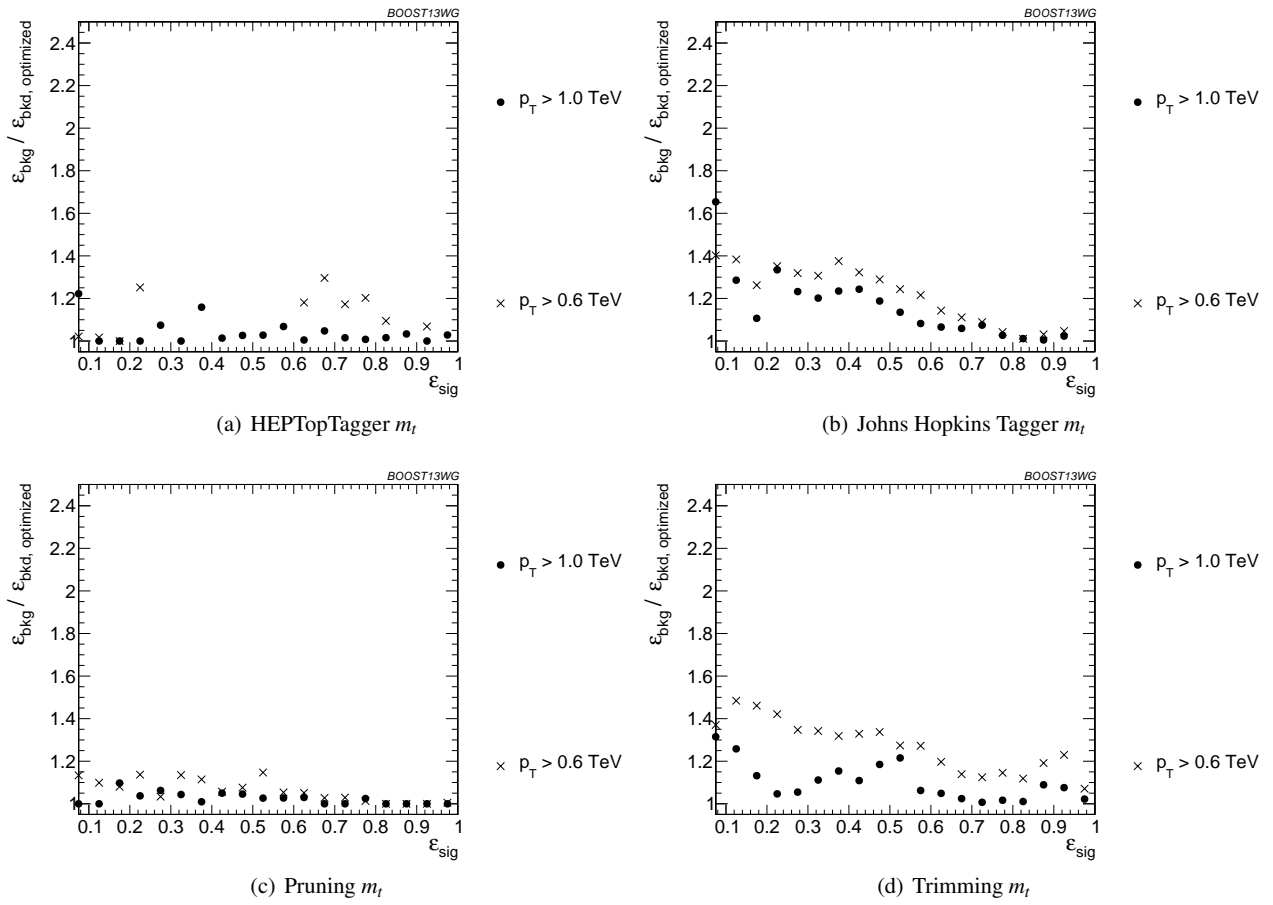 BOOST13WG
BOOST13WG
ε_bkg / ε_bkd, optimized
2.4
2.2
2
1.8
1.6
1.4
1.2
1
0.1 0.2 0.3 0.4 0.5 0.6 0.7 0.8 0.9 1
ε_sig
p_T > 1.0 TeV
p_T > 0.6 TeV
(a) HEPTopTagger m_t
ε_bkg / ε_bkd, optimized
2.4
2.2
2
1.8
1.6
1.4
1.2
1
0.1 0.2 0.3 0.4 0.5 0.6 0.7 0.8 0.9 1
ε_sig
p_T > 1.0 TeV
p_T > 0.6 TeV
(b) Johns Hopkins Tagger m_t
BOOST13WG
BOOST13WG
ε_bkg / ε_bkd, optimized
2.4
2.2
2
1.8
1.6
1.4
1.2
1
0.1 0.2 0.3 0.4 0.5 0.6 0.7 0.8 0.9 1
ε_sig
p_T > 1.0 TeV
p_T > 0.6 TeV
(c) Pruning m_t
ε_bkg / ε_bkd, optimized
2.4
2.2
2
1.8
1.6
1.4
1.2
1
0.1 0.2 0.3 0.4 0.5 0.6 0.7 0.8 0.9 1
ε_sig
p_T > 1.0 TeV
p_T > 0.6 TeV
(d) Trimming m_t